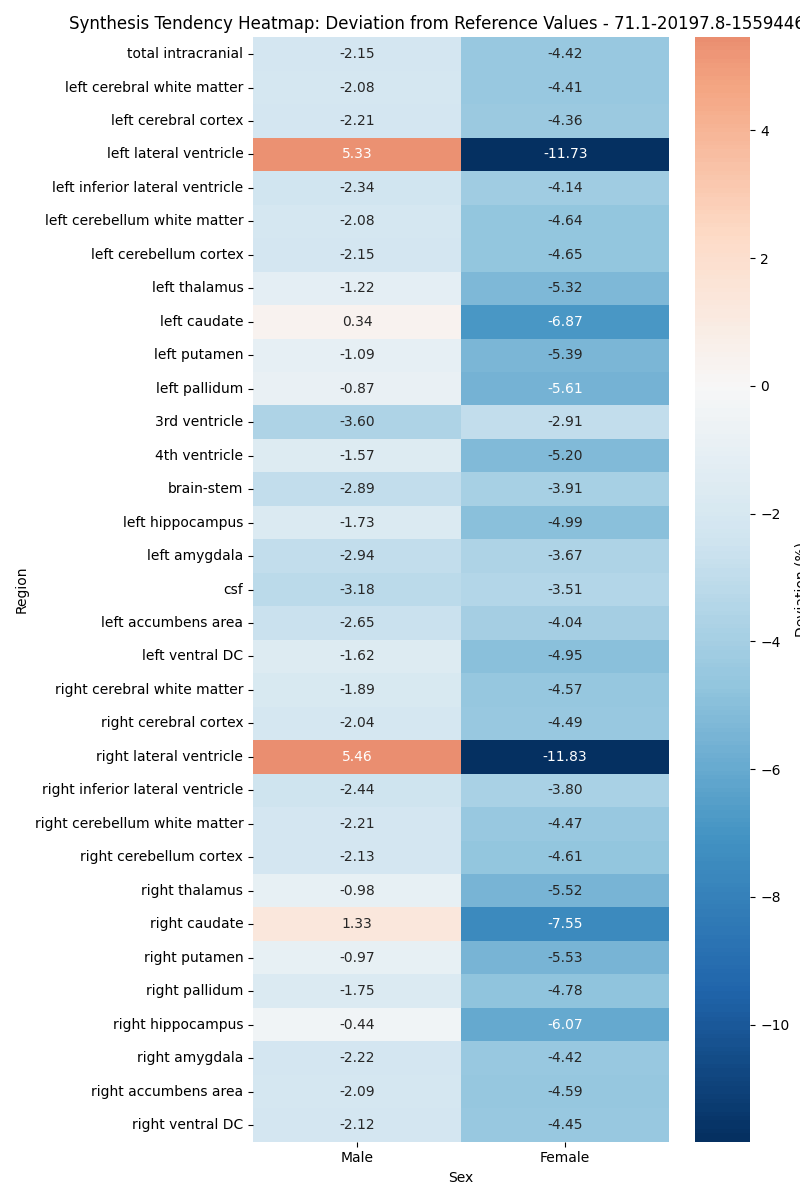 Synthesis Tendency Heatmap: Deviation from Reference Values - 71.1-20197.8-1559446
total intracranial -2.15 -4.42
left cerebral white matter -2.08 -4.41
left cerebral cortex -2.21 -4.36
left lateral ventricle 5.33 -11.73
left inferior lateral ventricle -2.34 -4.14
left cerebellum white matter -2.08 -4.64
left cerebellum cortex -2.15 -4.65
left thalamus -1.22 -5.32
left caudate 0.34 -6.87
left putamen -1.09 -5.39
left pallidum -0.87 -5.61
3rd ventricle -3.60 -2.91
4th ventricle -1.57 -5.20
brain-stem -2.89 -3.91
left hippocampus -1.73 -4.99
left amygdala -2.94 -3.67
csf -3.18 -3.51
left accumbens area -2.65 -4.04
left ventral DC -1.62 -4.95
right cerebral white matter -1.89 -4.57
right cerebral cortex -2.04 -4.49
right lateral ventricle 5.46 -11.83
right inferior lateral ventricle -2.44 -3.80
right cerebellum white matter -2.21 -4.47
right cerebellum cortex -2.13 -4.61
right thalamus -0.98 -5.52
right caudate 1.33 -7.55
right putamen -0.97 -5.53
right pallidum -1.75 -4.78
right hippocampus -0.44 -6.07
right amygdala -2.22 -4.42
right accumbens area -2.09 -4.59
right ventral DC -2.12 -4.45
Male Female
Sex
Region
4
2
0
−2
−4
−6
−8
−10
Deviation (%)